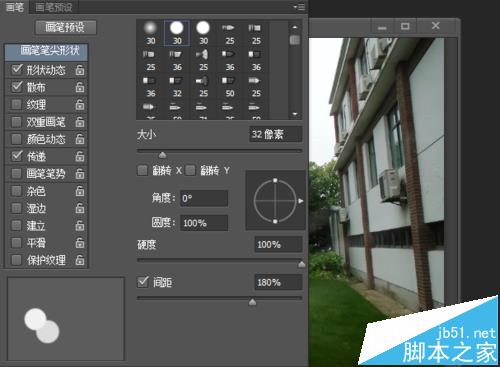 画笔 画笔预设
画笔预设
画笔笔尖形状
形状动态
散布
纹理
双重画笔
颜色动态
传递
画笔笔势
杂色
湿边
建立
平滑
保护纹理
30 30 30 25 25
25 36 25 36 36
36 32 25 50 25
大小 32 像素
翻转 X 翻转 Y
角度: 0°
圆度: 100%
硬度 100%
间距 180%
jb51.net
脚本之家